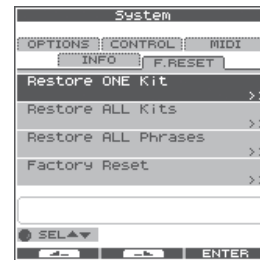 System
OPTIONS CONTROL MIDI
INFO F.RESET
Restore ONE Kit
>>
Restore ALL Kits
>>
Restore ALL Phrases
>>
Factory Reset
>>
SEL▲▼
ENTER